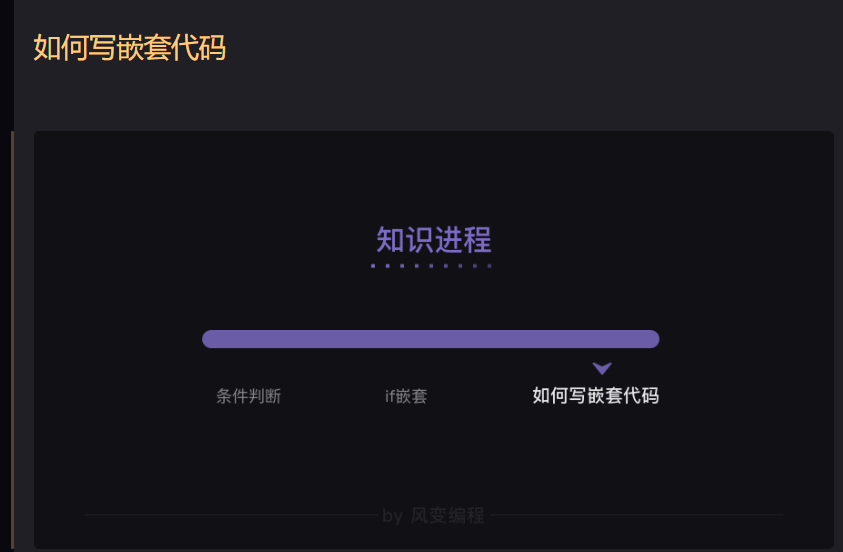 如何写嵌套代码
知识进程
条件判断
if嵌套
如何写嵌套代码
by 风变编程